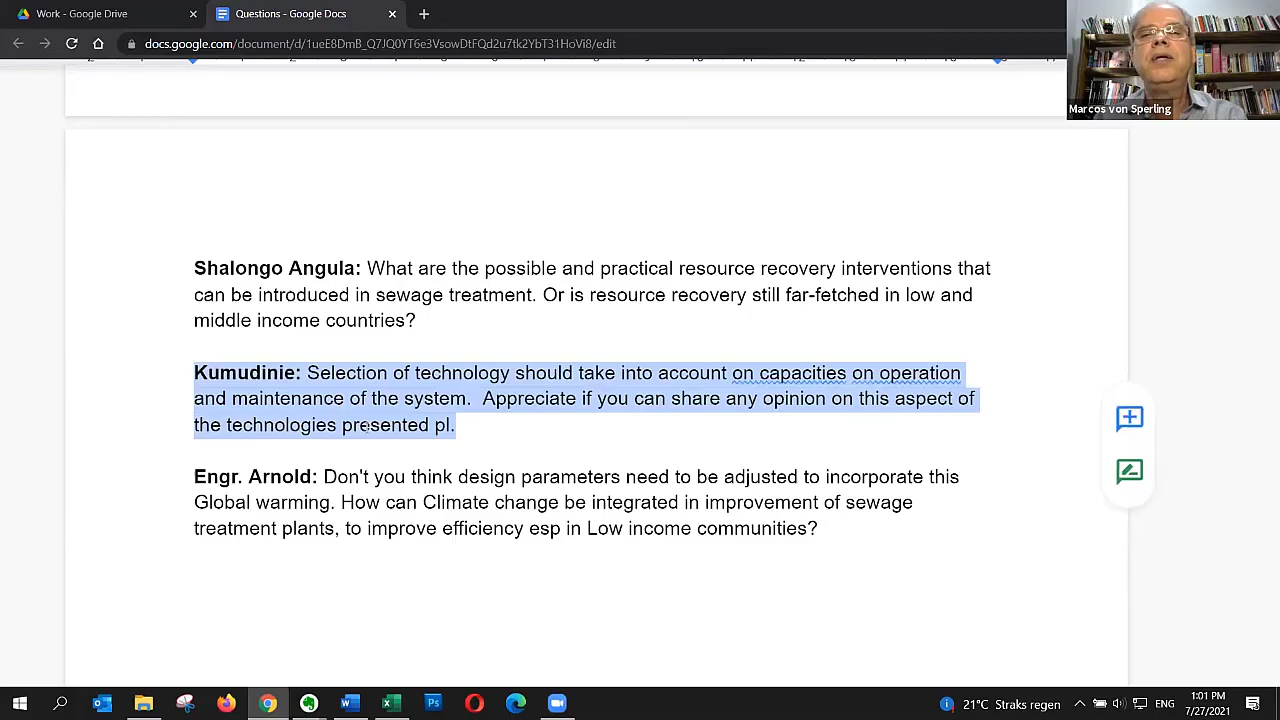 Work - Google Drive
Questions - Google Docs
docs.google.com/document/d/1ueE8DmB_Q7JQ0YT6e3VsowDtFQd2u7tk2YbT31HoVi8/edit
Marcos von Sperling
Shalongo Angula: What are the possible and practical resource recovery interventions that
can be introduced in sewage treatment. Or is resource recovery still far-fetched in low and
middle income countries?
Kumudinie: Selection of technology should take into account on capacities on operation
and maintenance of the system.  Appreciate if you can share any opinion on this aspect of
the technologies presented pl.
Engr. Arnold: Don't you think design parameters need to be adjusted to incorporate this
Global warming. How can Climate change be integrated in improvement of sewage
treatment plants, to improve efficiency esp in Low income communities?
21°C Straks regen
ENG
1:01 PM
7/27/2021